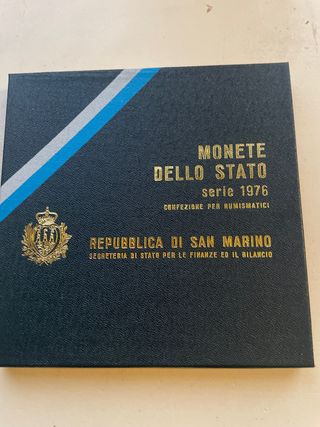 MONETE
DELLO STATO
serie 1976
CONFEZIONE PER NUMISMATICI
REPUBBLICA DI SAN MARINO
SEGRETERIA DI STATO PER LE FINANZE ED IL BILANCIO